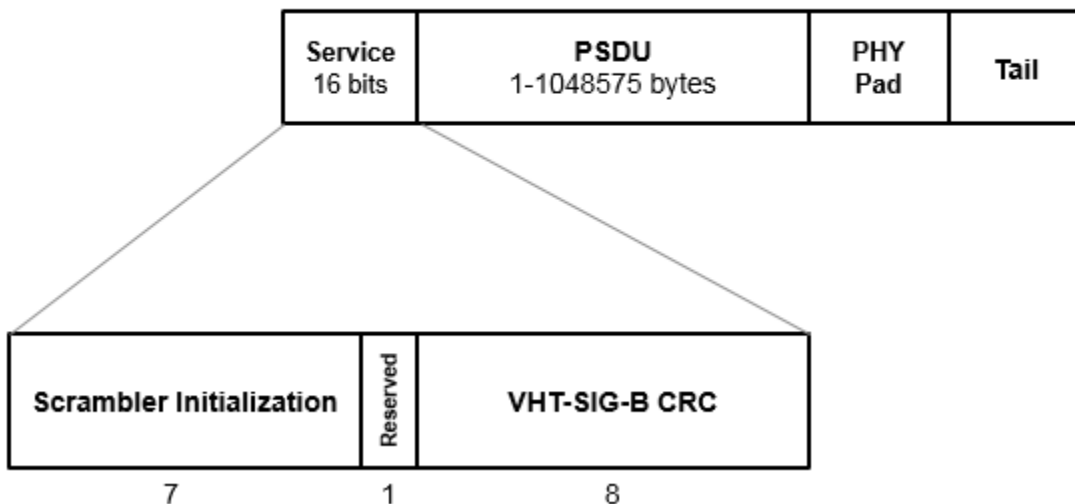 Service
16 bits
PSDU
1-1048575 bytes
PHY
Pad
Tail
Scrambler Initialization
Reserved
VHT-SIG-B CRC
7
1
8